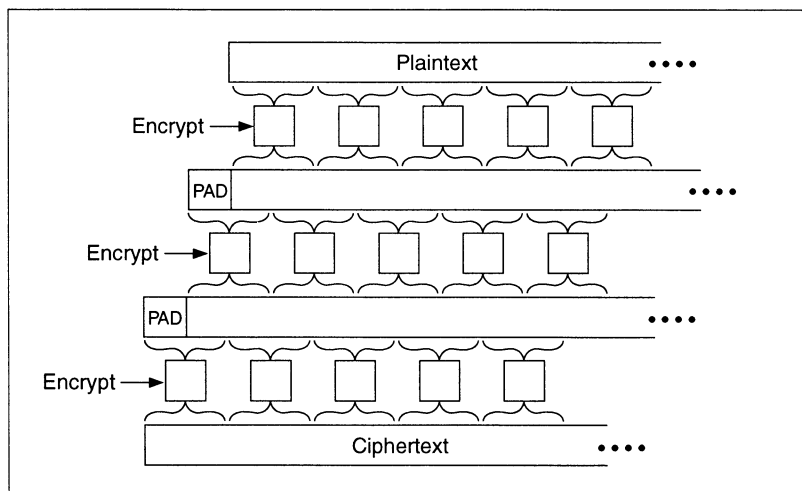 Plaintext
Encrypt
PAD
Encrypt
PAD
Encrypt
Ciphertext